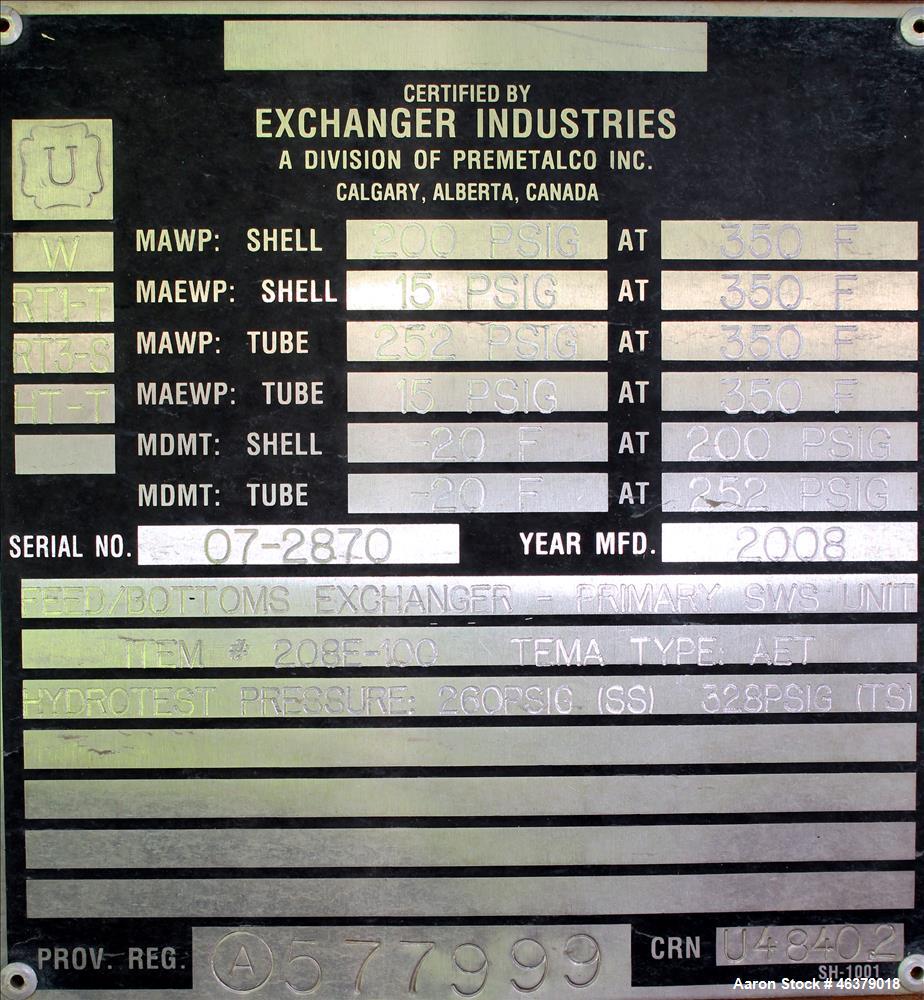 CERTIFIED BY
EXCHANGER INDUSTRIES
A DIVISION OF PREMETALCO INC.
CALGARY, ALBERTA, CANADA
U
W MAWP: SHELL 200 PSIG AT 350 F
RT1-T MAEWP: SHELL 15 PSIG AT 350 F
RT3-S MAWP: TUBE 252 PSIG AT 350 F
HT-T MAEWP: TUBE 15 PSIG AT 350 F
MDMT: SHELL -20 F AT 200 PSIG
MDMT: TUBE -20 F AT 252 PSIG
SERIAL NO. 07-2870 YEAR MFD. 2008
FEED/BOTTOMS EXCHANGER - PRIMARY SWS UNIT
ITEM # 208E-100 TEMA TYPE: AET
HYDROTEST PRESSURE: 260PSIG (SS) 328PSIG (TS)
PROV. REG. A 577999 CRN U4840.2
SH-1001
Aaron Stock # 46379018